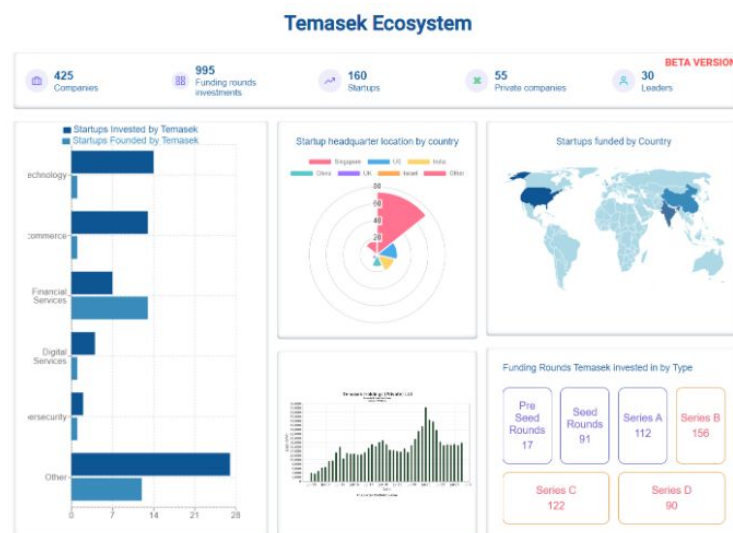 Temasek Ecosystem
BETA VERSION
425
Companies
995
Funding rounds
investments
160
Startups
55
Private companies
30
Leaders
Startups Invested by Temasek
Startups Founded by Temasek
echnology
commerce
Financial
Services
Digital
Services
ersecurity
Other
0 7 14 21 28
Startup headquarter location by country
Singapore US India
China UK Israel Other
80
60
40
20
Startups funded by Country
Temasek Holdings (Private) Ltd
Funding Rounds Temasek invested in by Type
Pre
Seed
Rounds
17
Seed
Rounds
91
Series A
112
Series B
156
Series C
122
Series D
90